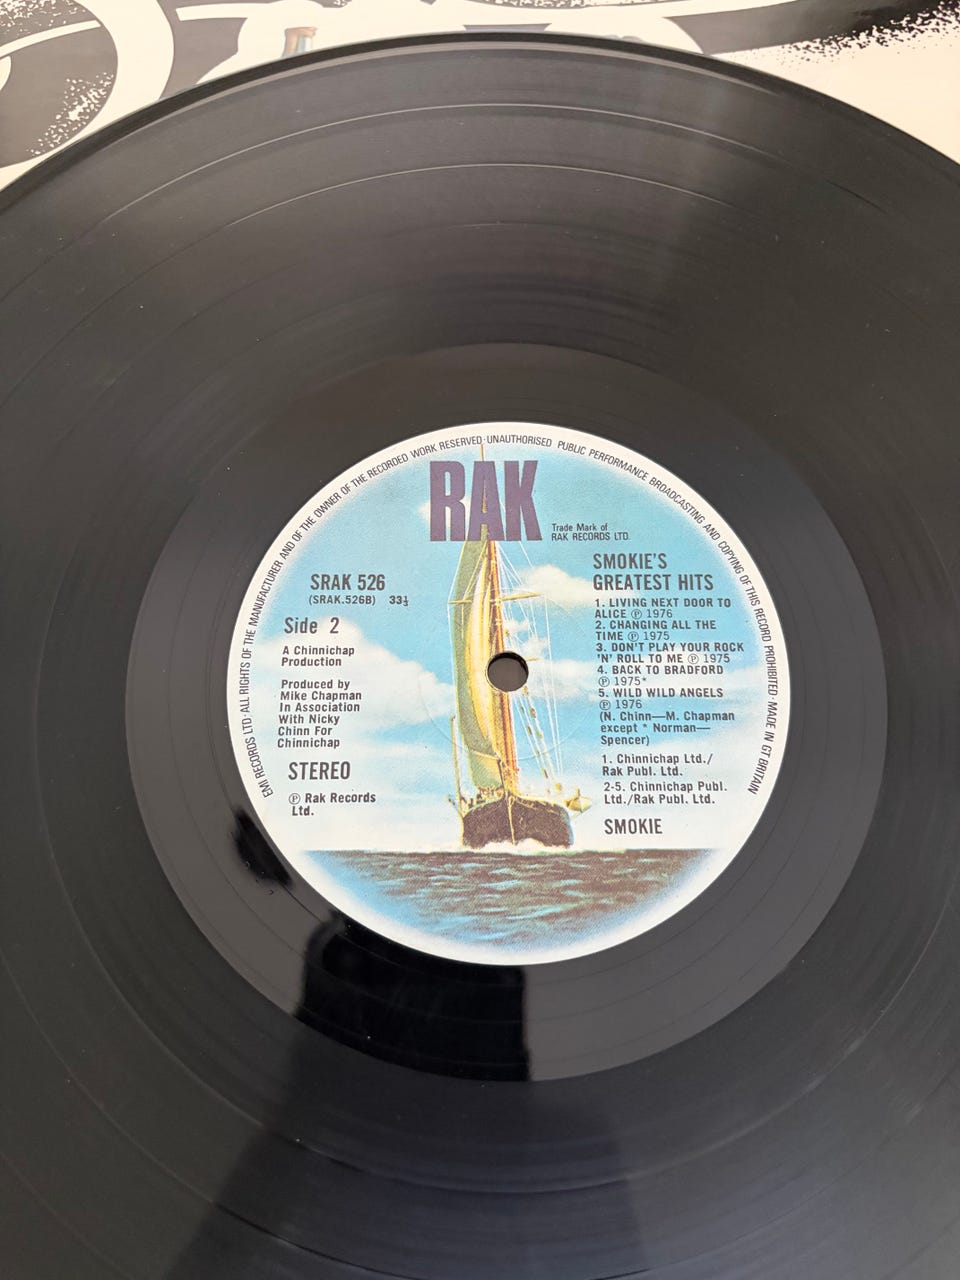 EMI RECORDS LTD·ALL RIGHTS OF THE MANUFACTURER AND OF THE OWNER OF THE RECORDED WORK RESERVED·UNAUTHORISED PUBLIC PERFORMANCE BROADCASTING AND COPYING OF THIS RECORD PROHIBITED·MADE IN GT BRITAIN
RAK
Trade Mark of
RAK RECORDS LTD.
SRAK 526
(SRAK.526B) 33⅓
Side 2
A Chinnichap
Production
Produced by
Mike Chapman
In Association
With Nicky
Chinn For
Chinnichap
STEREO
℗ Rak Records
Ltd.
SMOKIE'S
GREATEST HITS
1. LIVING NEXT DOOR TO
ALICE ℗ 1976
2. CHANGING ALL THE
TIME ℗ 1975
3. DON'T PLAY YOUR ROCK
'N' ROLL TO ME ℗ 1975
4. BACK TO BRADFORD
℗ 1975*
5. WILD WILD ANGELS
℗ 1976
(N. Chinn—M. Chapman
except * Norman—
Spencer)
1. Chinnichap Ltd./
Rak Publ. Ltd.
2-5. Chinnichap Publ.
Ltd./Rak Publ. Ltd.
SMOKIE